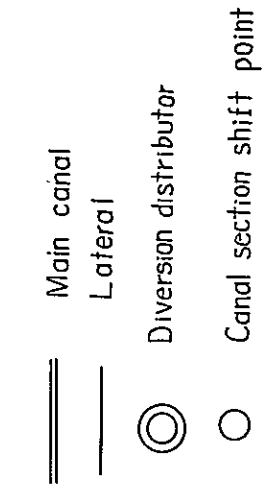 Main canal
Lateral
Diversion distributor
Canal section shift point